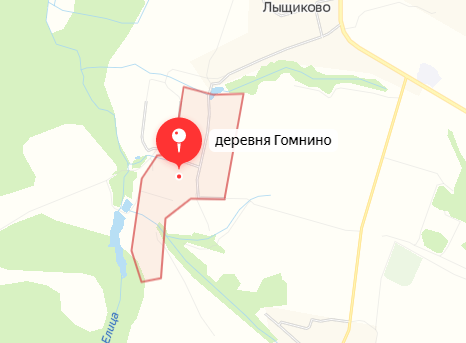 Лыщиково
деревня Гомнино
Елица